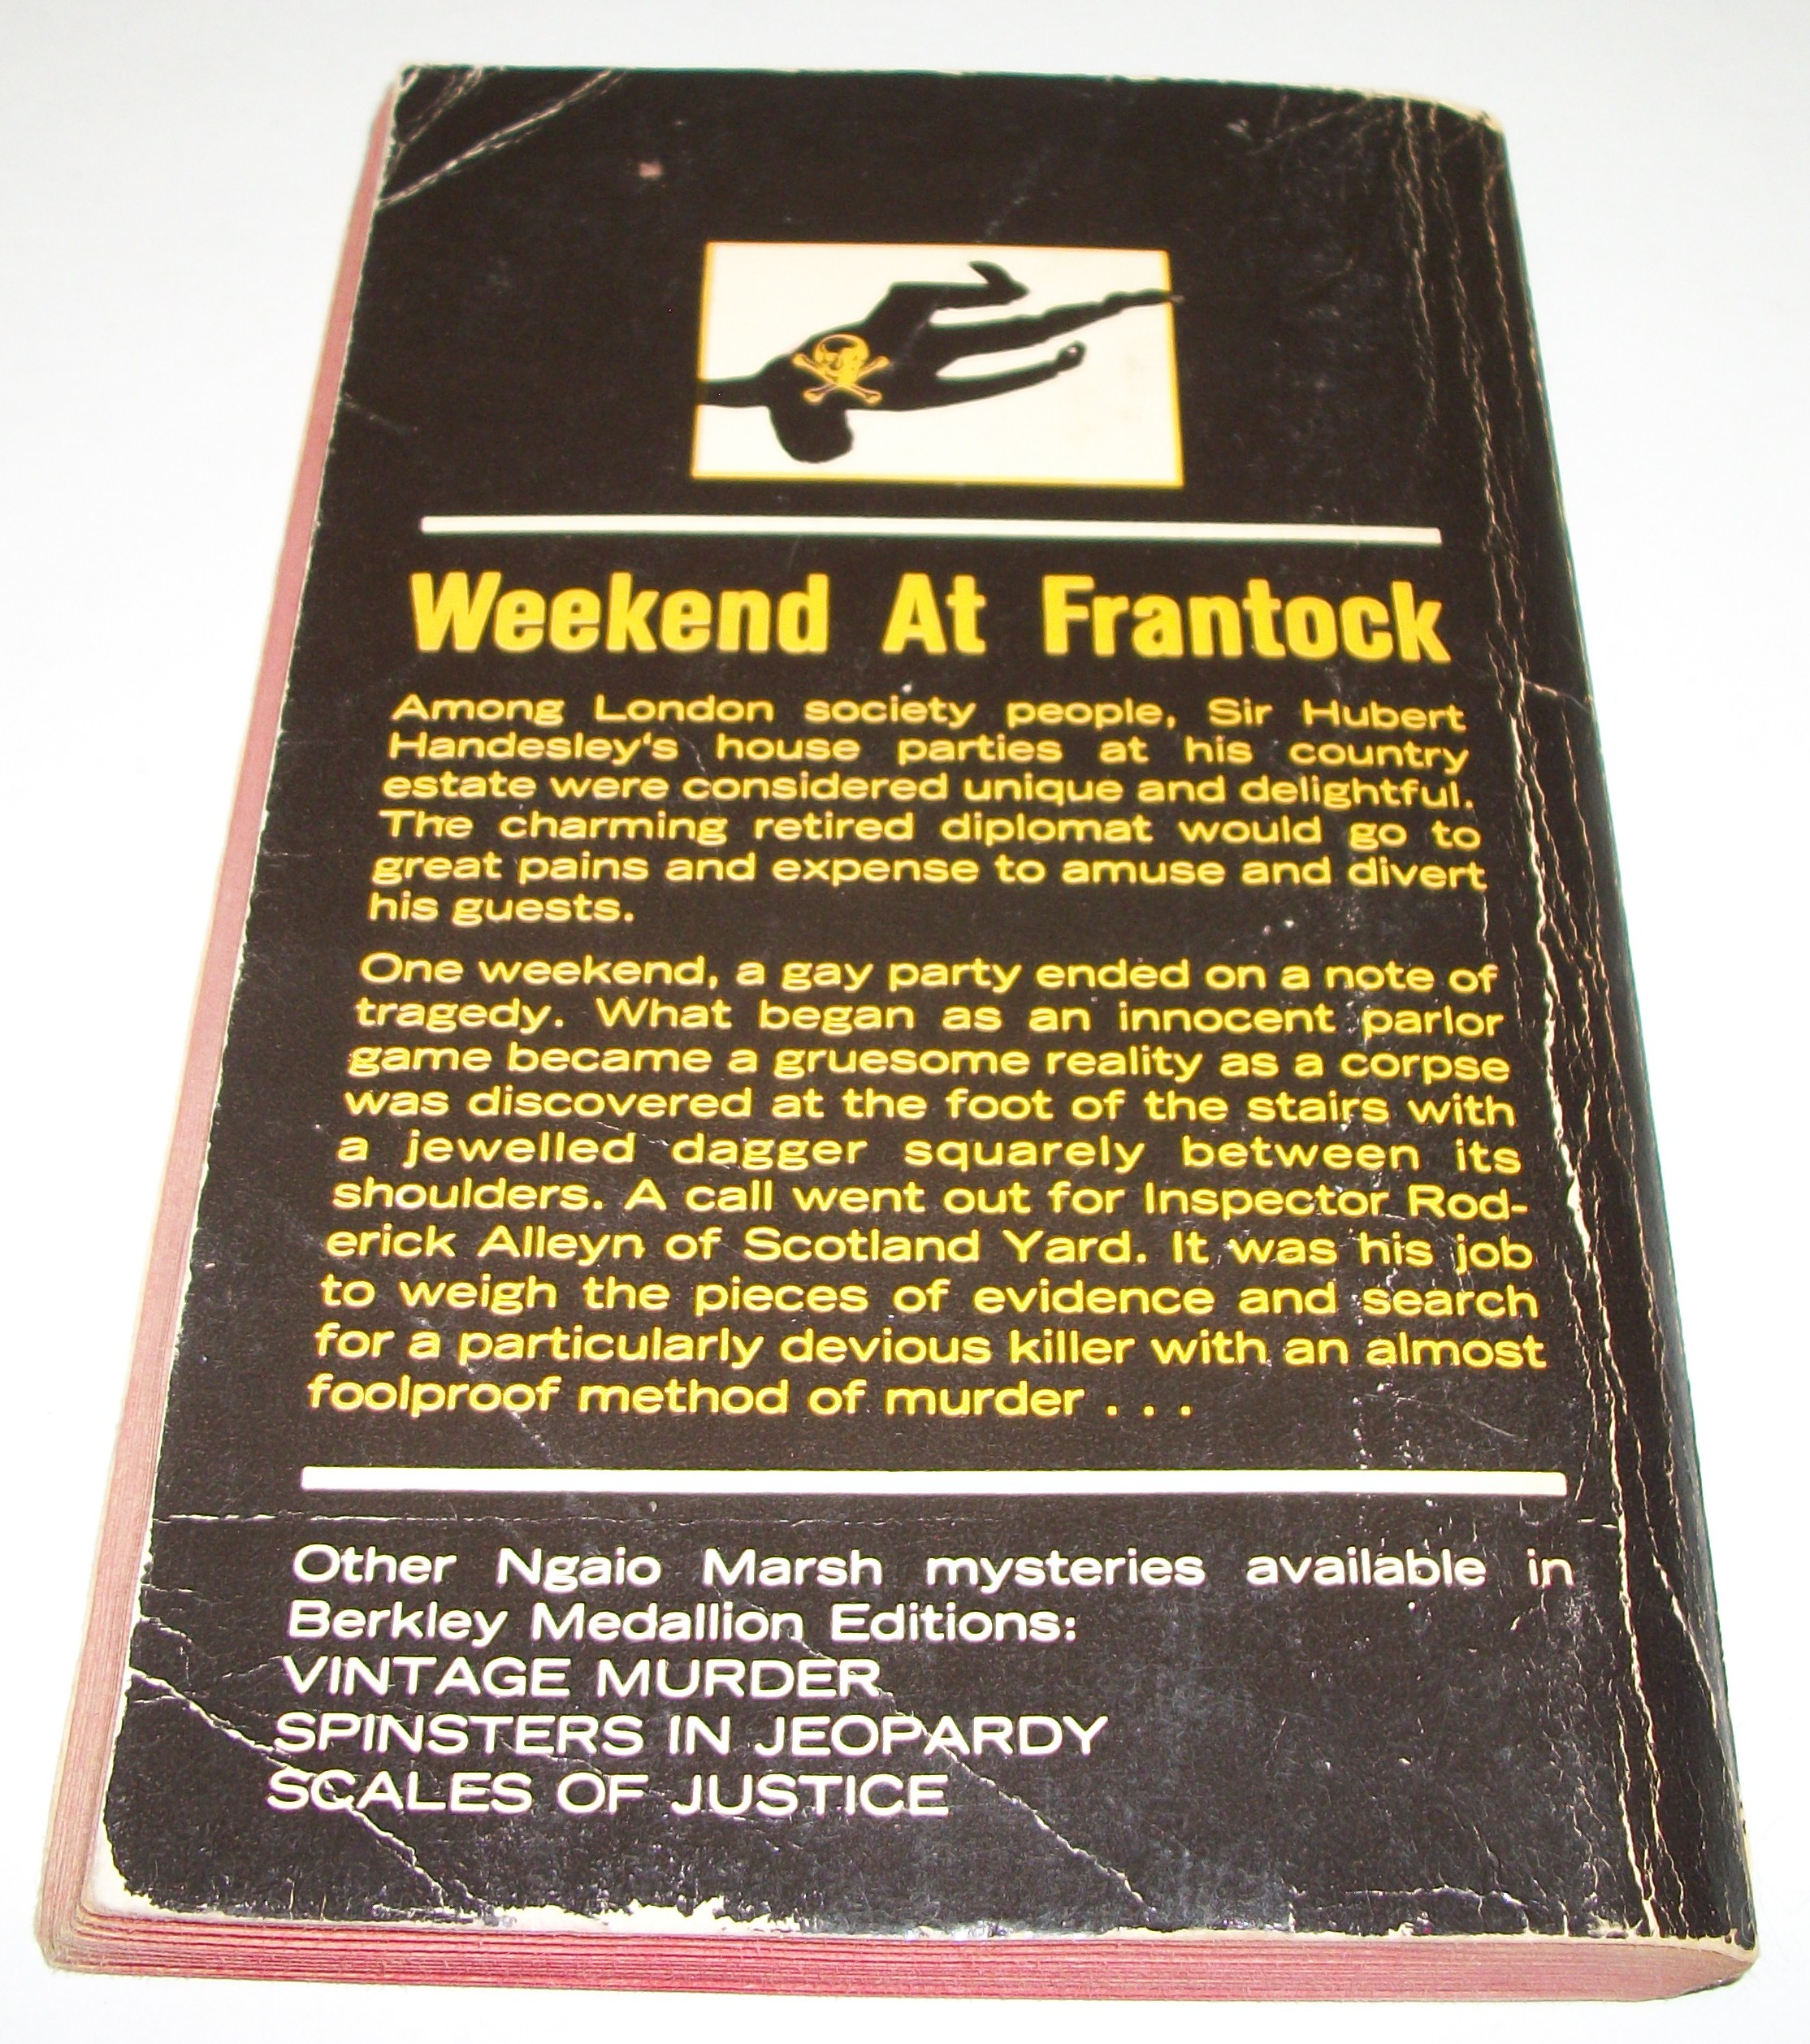 Weekend At Frantock
Among London society people, Sir Hubert
Handesley's house parties at his country
estate were considered unique and delightful.
The charming retired diplomat would go to
great pains and expense to amuse and divert
his guests.
One weekend, a gay party ended on a note of
tragedy. What began as an innocent parlor
game became a gruesome reality as a corpse
was discovered at the foot of the stairs with
a jewelled dagger squarely between its
shoulders. A call went out for Inspector Rod-
erick Alleyn of Scotland Yard. It was his job
to weigh the pieces of evidence and search
for a particularly devious killer with an almost
foolproof method of murder . . .
Other Ngaio Marsh mysteries available in
Berkley Medallion Editions:
VINTAGE MURDER
SPINSTERS IN JEOPARDY
SCALES OF JUSTICE